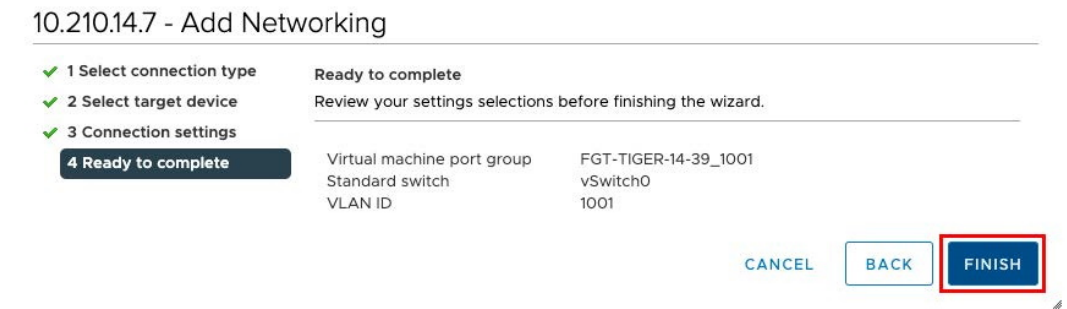 10.210.14.7 - Add Networking
1 Select connection type
2 Select target device
3 Connection settings
4 Ready to complete
Ready to complete
Review your settings selections before finishing the wizard.
Virtual machine port group FGT-TIGER-14-39_1001
Standard switch vSwitch0
VLAN ID 1001
CANCEL BACK FINISH